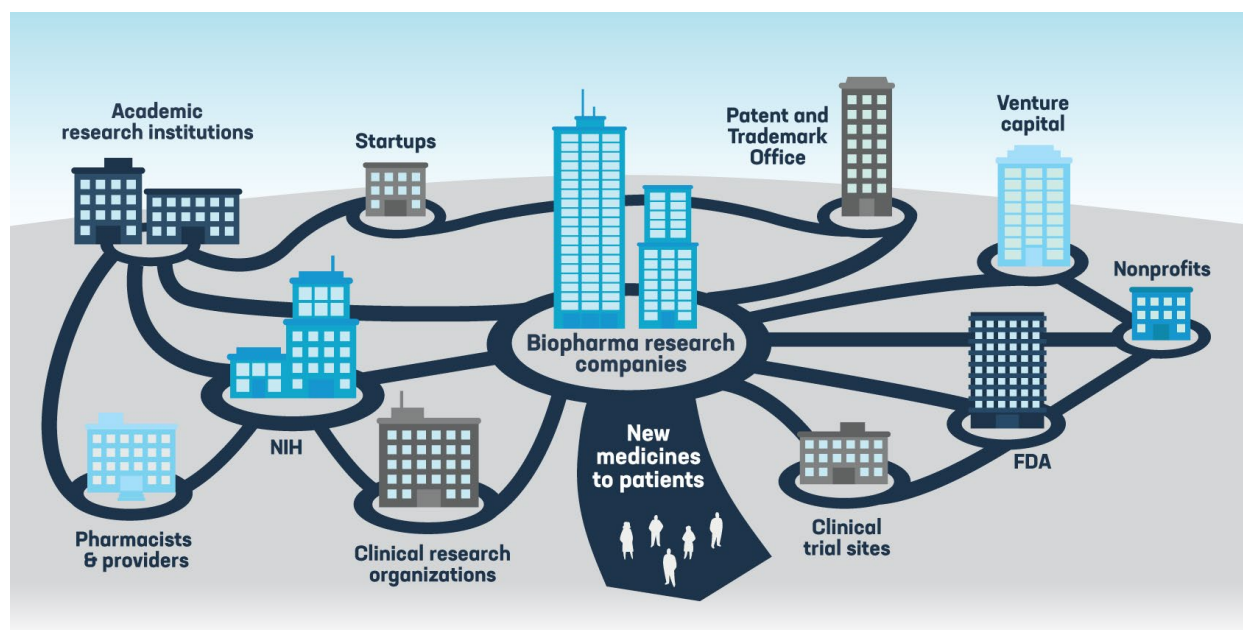 Academic
research institutions
Startups
Patent and
Trademark
Office
Venture
capital
Nonprofits
Biopharma research
companies
NIH
New
medicines
to patients
FDA
Pharmacists
& providers
Clinical research
organizations
Clinical
trial sites